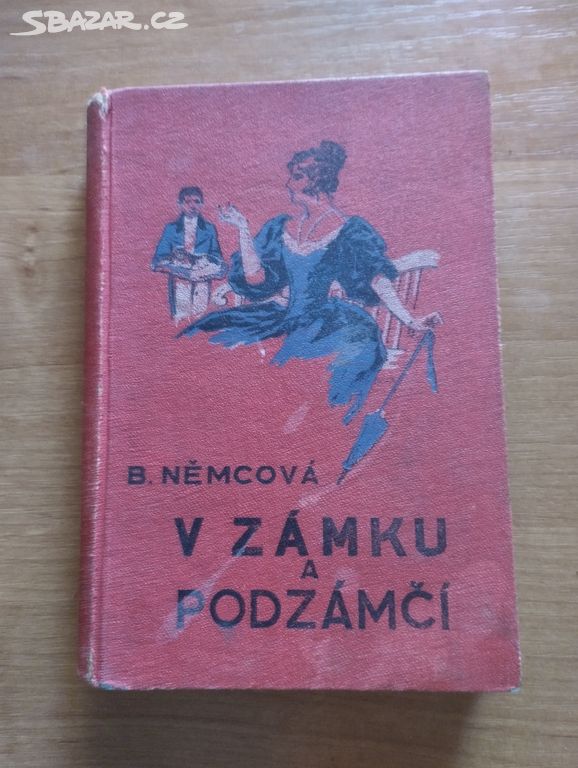 SBAZAR.CZ
B. NĚMCOVÁ
V ZÁMKU
A
PODZÁMČÍ